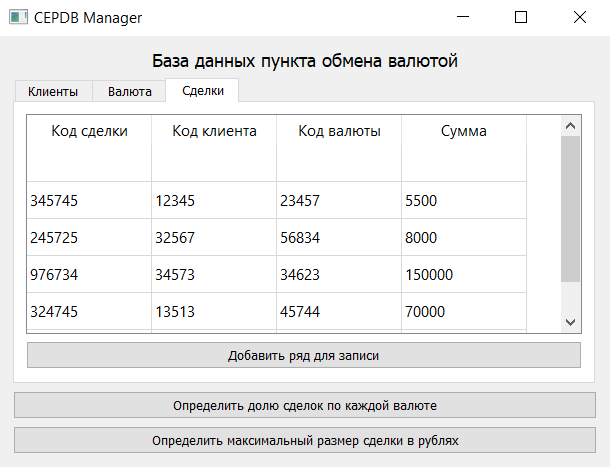 CEPDB Manager
База данных пункта обмена валютой
Клиенты Валюта Сделки
Код сделки Код клиента Код валюты Сумма
345745 12345 23457 5500
245725 32567 56834 8000
976734 34573 34623 150000
324745 13513 45744 70000
Добавить ряд для записи
Определить долю сделок по каждой валюте
Определить максимальный размер сделки в рублях